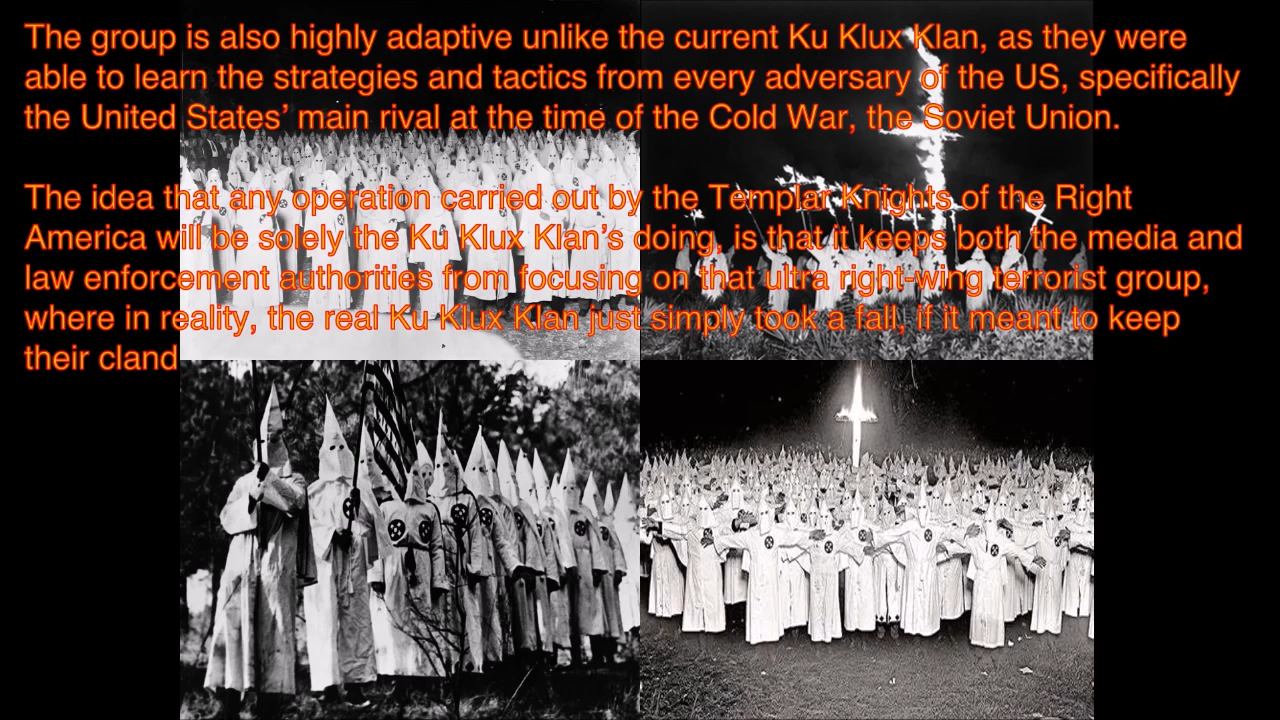 The group is also highly adaptive unlike the current Ku Klux Klan, as they were
able to learn the strategies and tactics from every adversary of the US, specifically
the United States’ main rival at the time of the Cold War, the Soviet Union.
The idea that any operation carried out by the Templar Knights of the Right
America will be solely the Ku Klux Klan’s doing, is that it keeps both the media and
law enforcement authorities from focusing on that ultra right-wing terrorist group,
where in reality, the real Ku Klux Klan just simply took a fall, if it meant to keep
their cland